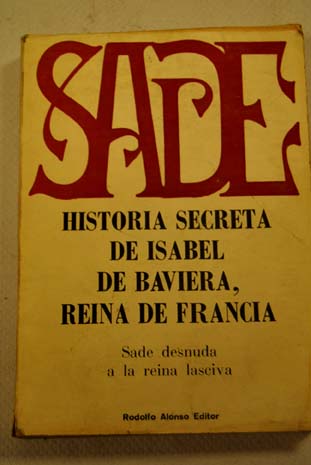 SADE
HISTORIA SECRETA
DE ISABEL
DE BAVIERA,
REINA DE FRANCIA
Sade desnuda
a la reina lasciva
Rodolfo Alonso Editor